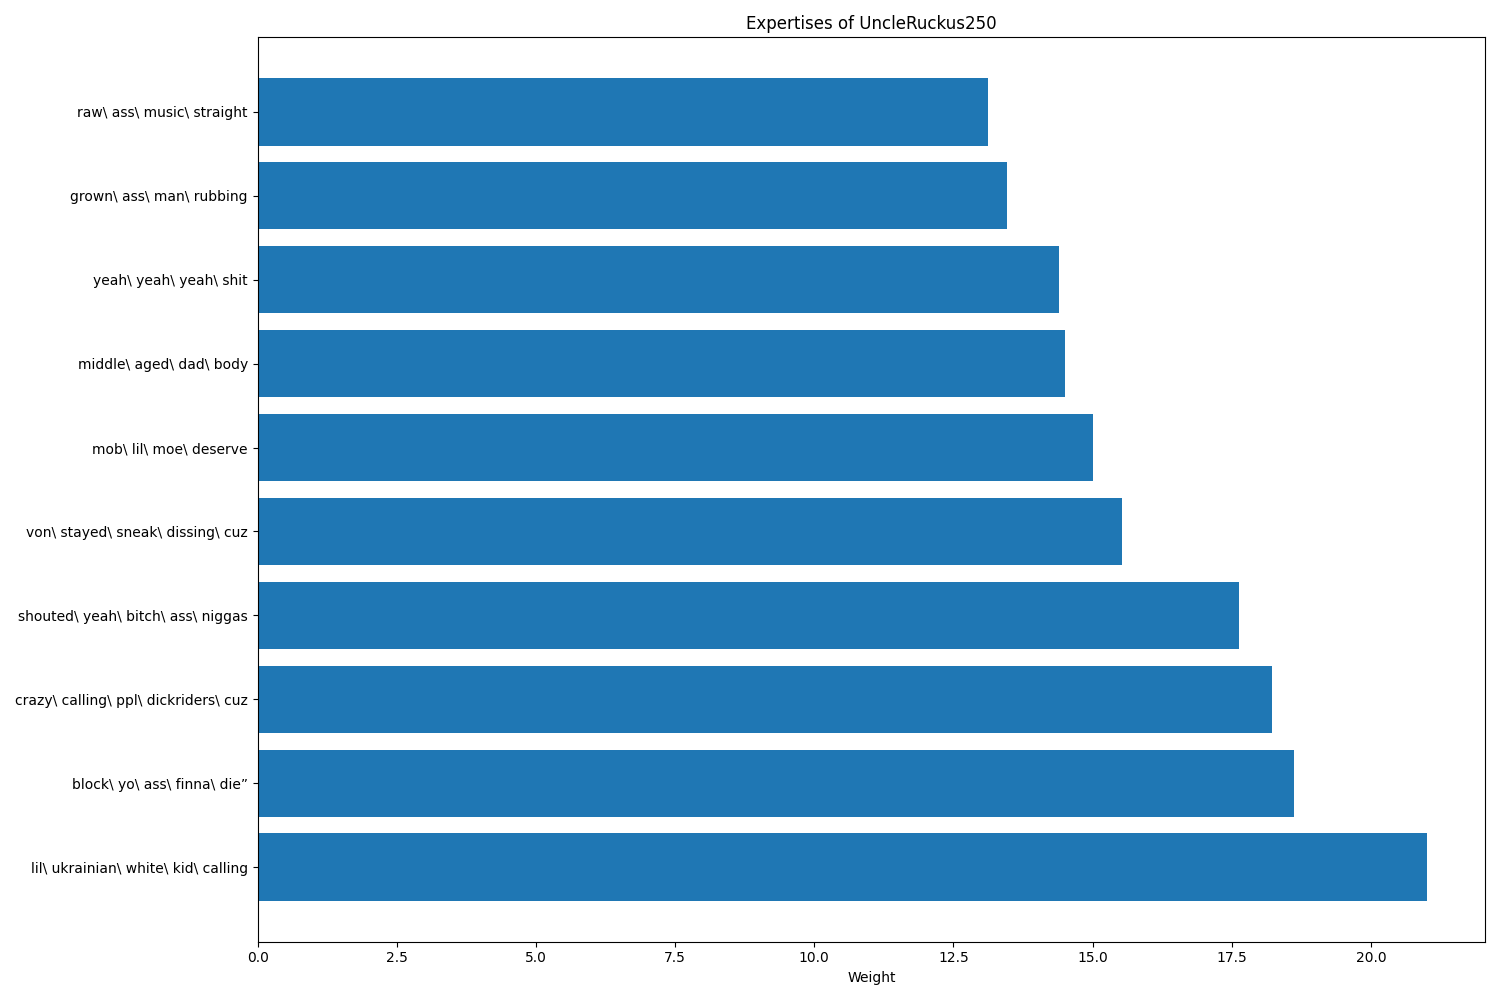 Expertises of UncleRuckus250
raw\ ass\ music\ straight
grown\ ass\ man\ rubbing
yeah\ yeah\ yeah\ shit
middle\ aged\ dad\ body
mob\ lil\ moe\ deserve
von\ stayed\ sneak\ dissing\ cuz
shouted\ yeah\ bitch\ ass\ niggas
crazy\ calling\ ppl\ dickriders\ cuz
block\ yo\ ass\ finna\ die”
lil\ ukrainian\ white\ kid\ calling
0.0 2.5 5.0 7.5 10.0 12.5 15.0 17.5 20.0
Weight